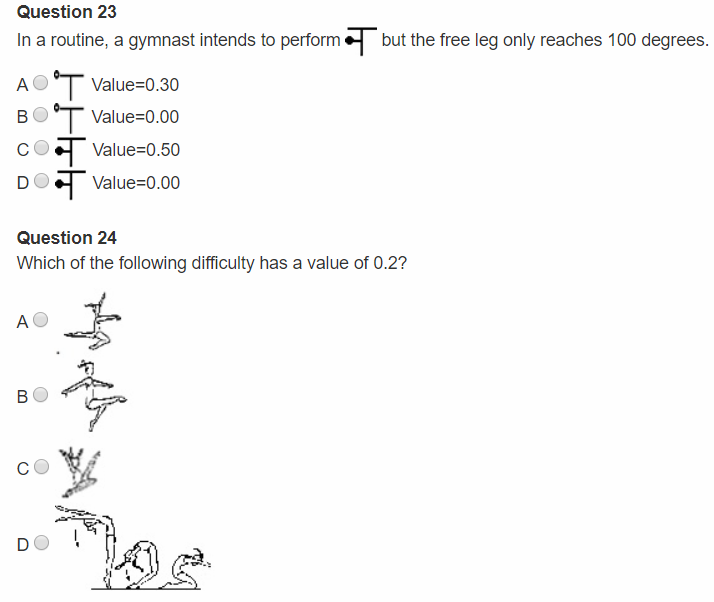 Question 23
In a routine, a gymnast intends to perform but the free leg only reaches 100 degrees.
A Value=0.30
B Value=0.00
C Value=0.50
D Value=0.00
Question 24
Which of the following difficulty has a value of 0.2?
A
B
C
D